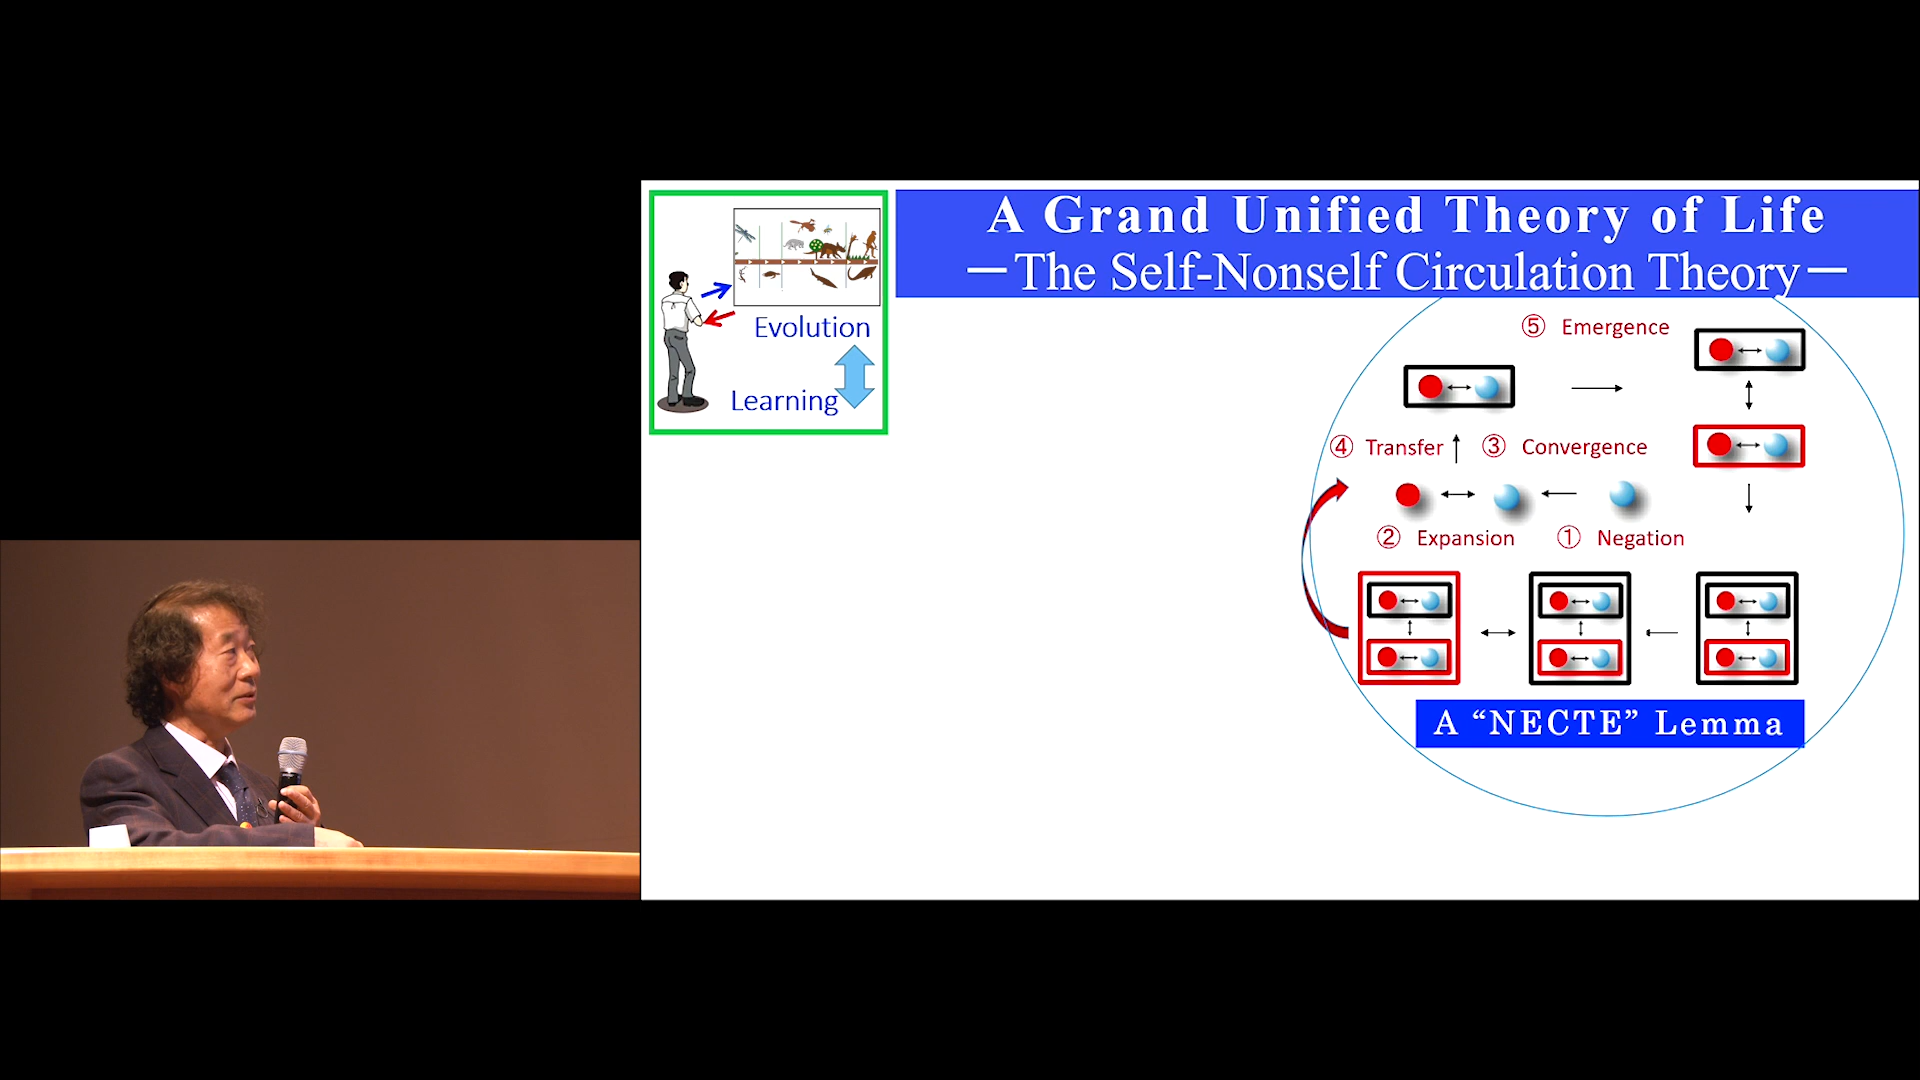 A Grand Unified Theory of Life
—The Self-Nonself Circulation Theory—
Evolution
Learning
⑤ Emergence
④ Transfer
③ Convergence
② Expansion
① Negation
A “NECTE” Lemma